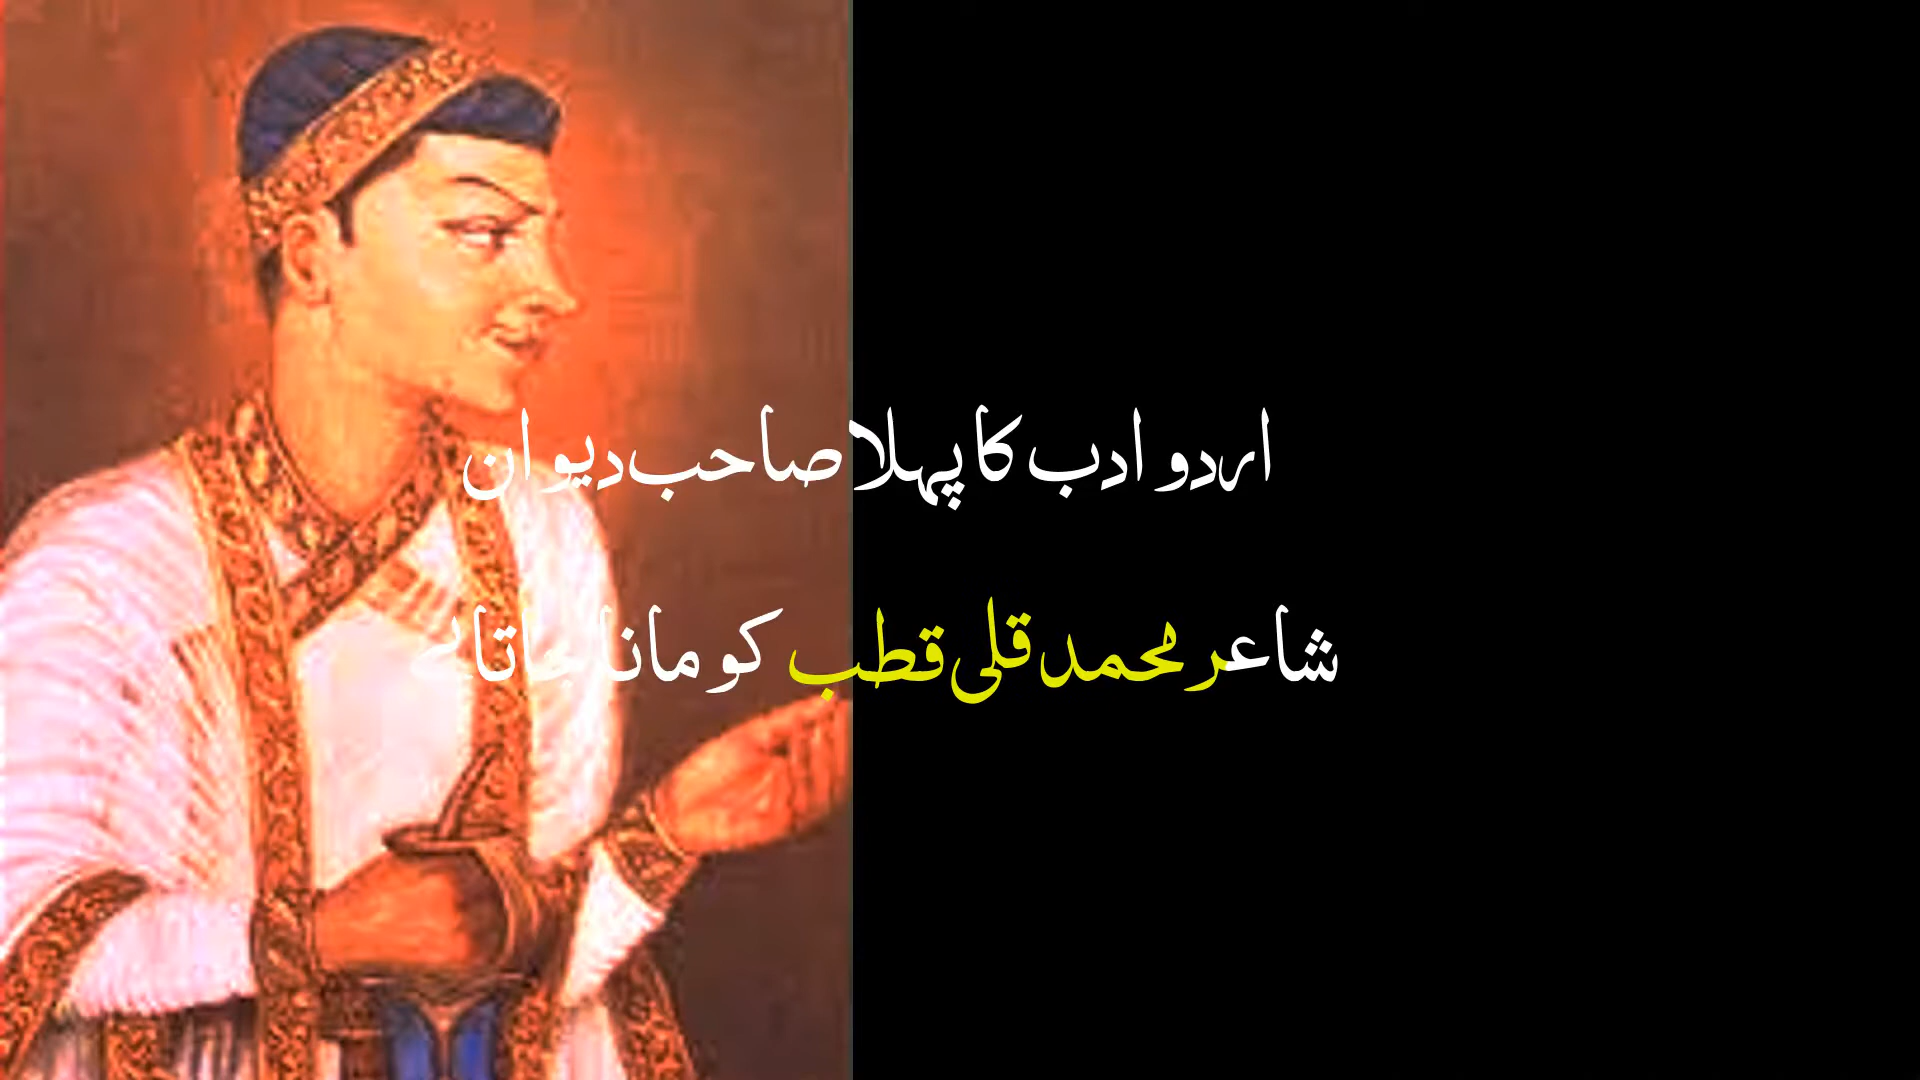 اردو ادب کا پہلا صاحب دیوان
شاعر محمد قلی قطب کو مانا جاتا ہے